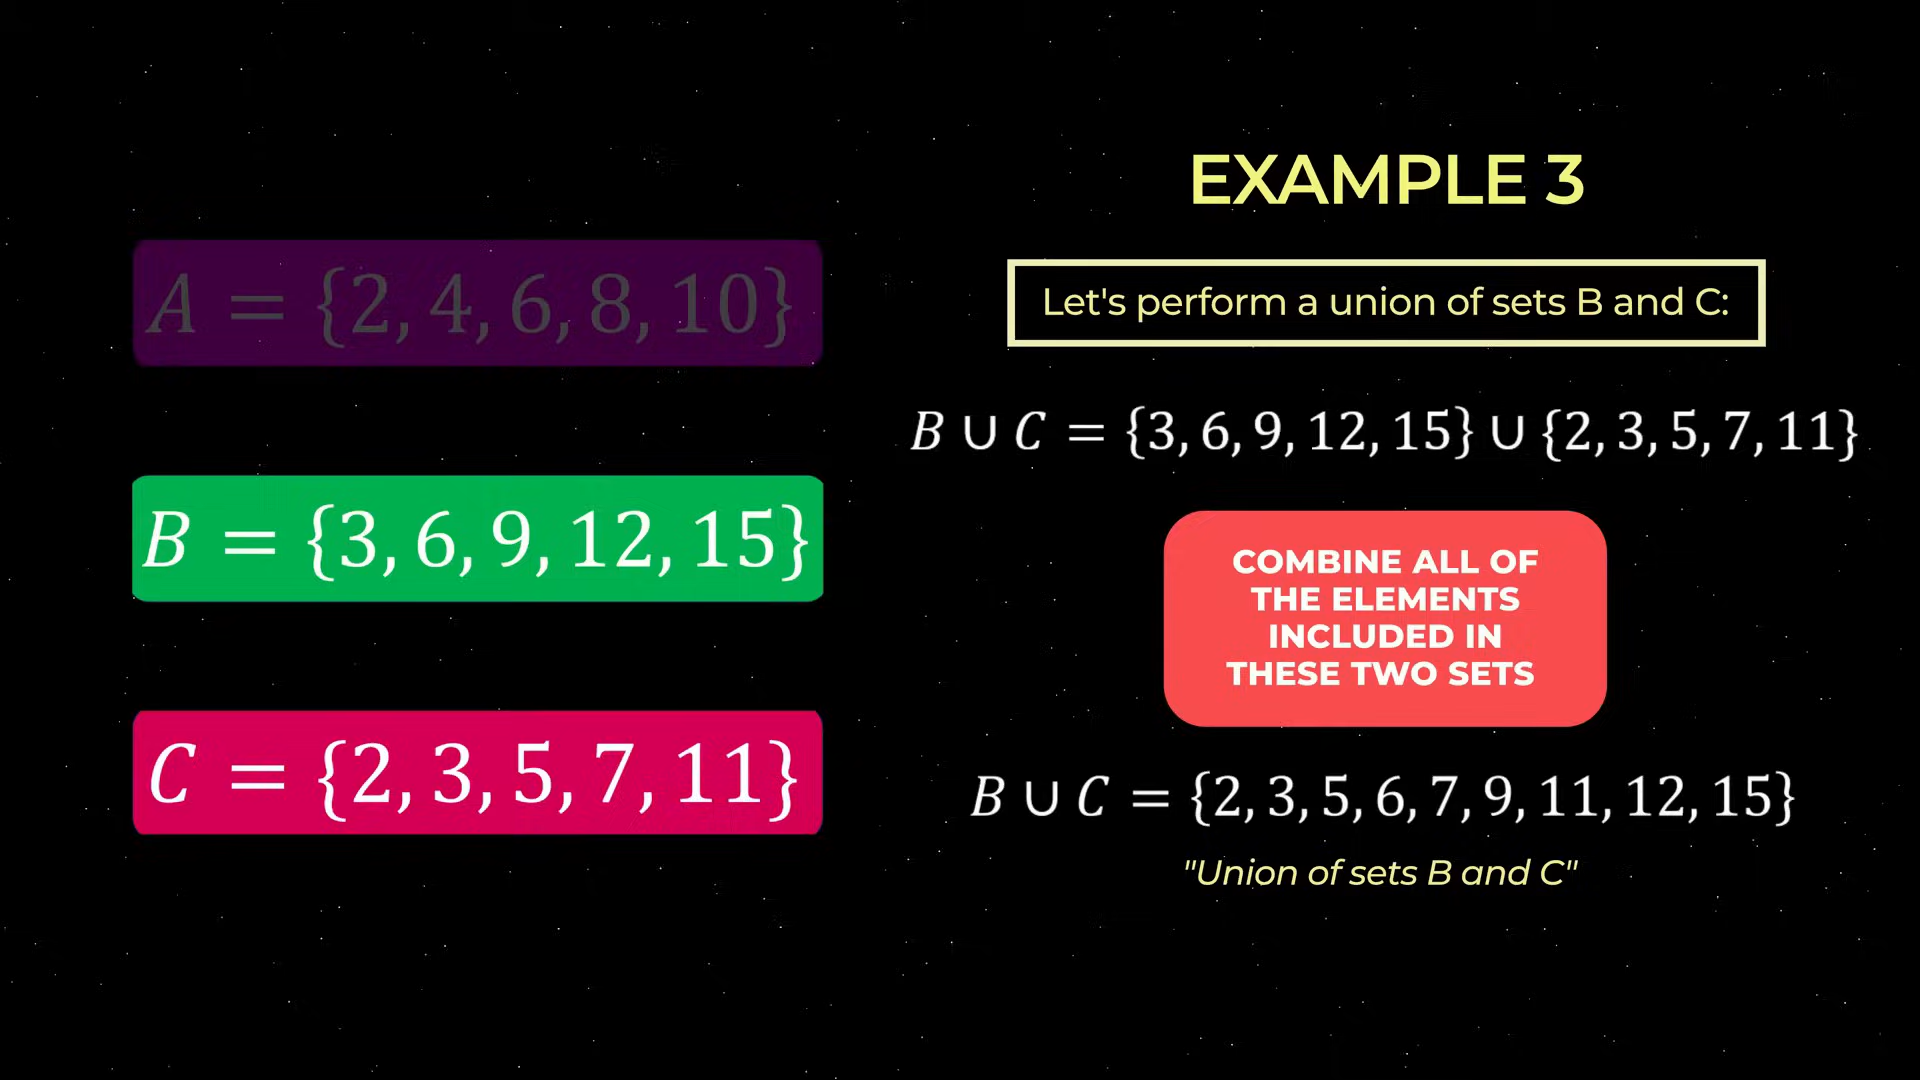 A = {2, 4, 6, 8, 10}
B = {3, 6, 9, 12, 15}
C = {2, 3, 5, 7, 11}
EXAMPLE 3
Let's perform a union of sets B and C:
B ∪ C = {3, 6, 9, 12, 15} ∪ {2, 3, 5, 7, 11}
COMBINE ALL OF
THE ELEMENTS
INCLUDED IN
THESE TWO SETS
B ∪ C = {2, 3, 5, 6, 7, 9, 11, 12, 15}
"Union of sets B and C"